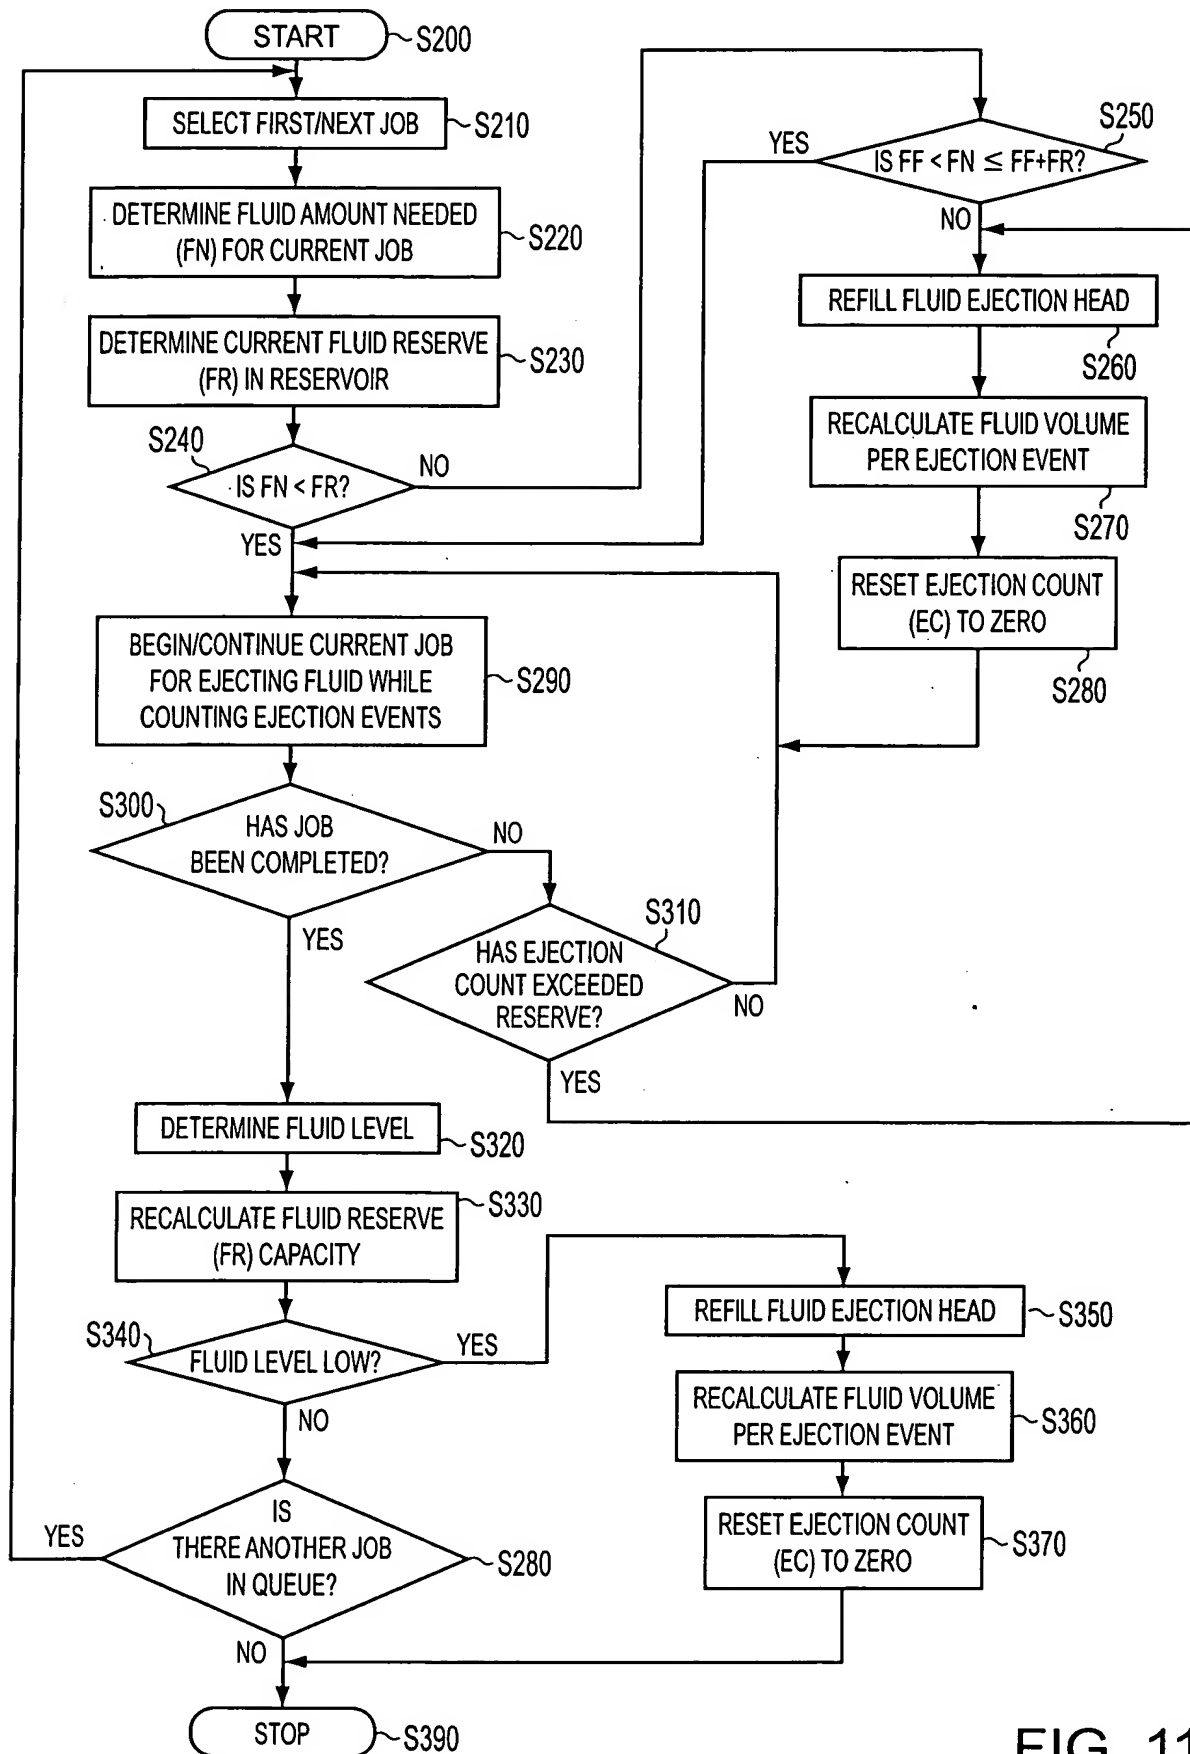 START
S200
SELECT FIRST/NEXT JOB
S210
DETERMINE FLUID AMOUNT NEEDED
(FN) FOR CURRENT JOB
S220
DETERMINE CURRENT FLUID RESERVE
(FR) IN RESERVOIR
S230
S240
IS FN < FR?
NO
YES
S250
YES
IS FF < FN ≤ FF+FR?
NO
REFILL FLUID EJECTION HEAD
S260
RECALCULATE FLUID VOLUME
PER EJECTION EVENT
S270
RESET EJECTION COUNT
(EC) TO ZERO
S280
BEGIN/CONTINUE CURRENT JOB
FOR EJECTING FLUID WHILE
COUNTING EJECTION EVENTS
S290
S300
HAS JOB
BEEN COMPLETED?
NO
YES
S310
HAS EJECTION
COUNT EXCEEDED
RESERVE?
NO
YES
DETERMINE FLUID LEVEL
S320
RECALCULATE FLUID RESERVE
(FR) CAPACITY
S330
S340
FLUID LEVEL LOW?
YES
NO
REFILL FLUID EJECTION HEAD
S350
RECALCULATE FLUID VOLUME
PER EJECTION EVENT
S360
RESET EJECTION COUNT
(EC) TO ZERO
S370
IS
THERE ANOTHER JOB
IN QUEUE?
YES
S280
NO
STOP
S390
FIG. 11